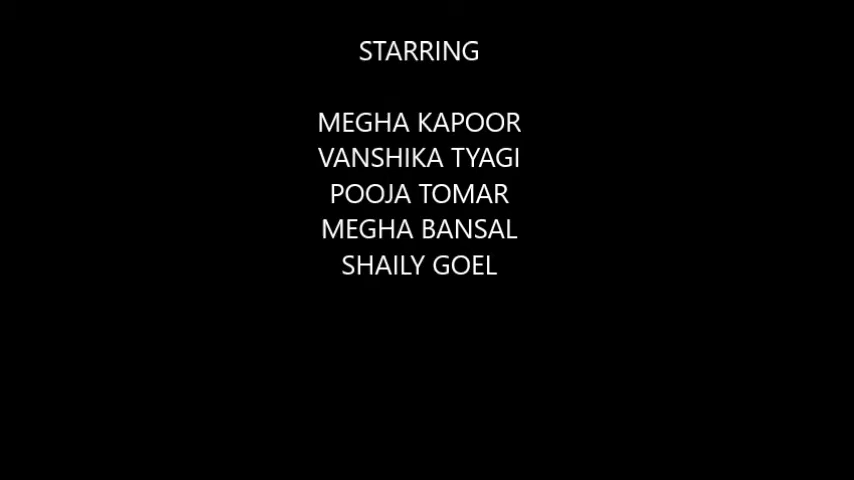 STARRING
MEGHA KAPOOR
VANSHIKA TYAGI
POOJA TOMAR
MEGHA BANSAL
SHAILY GOEL